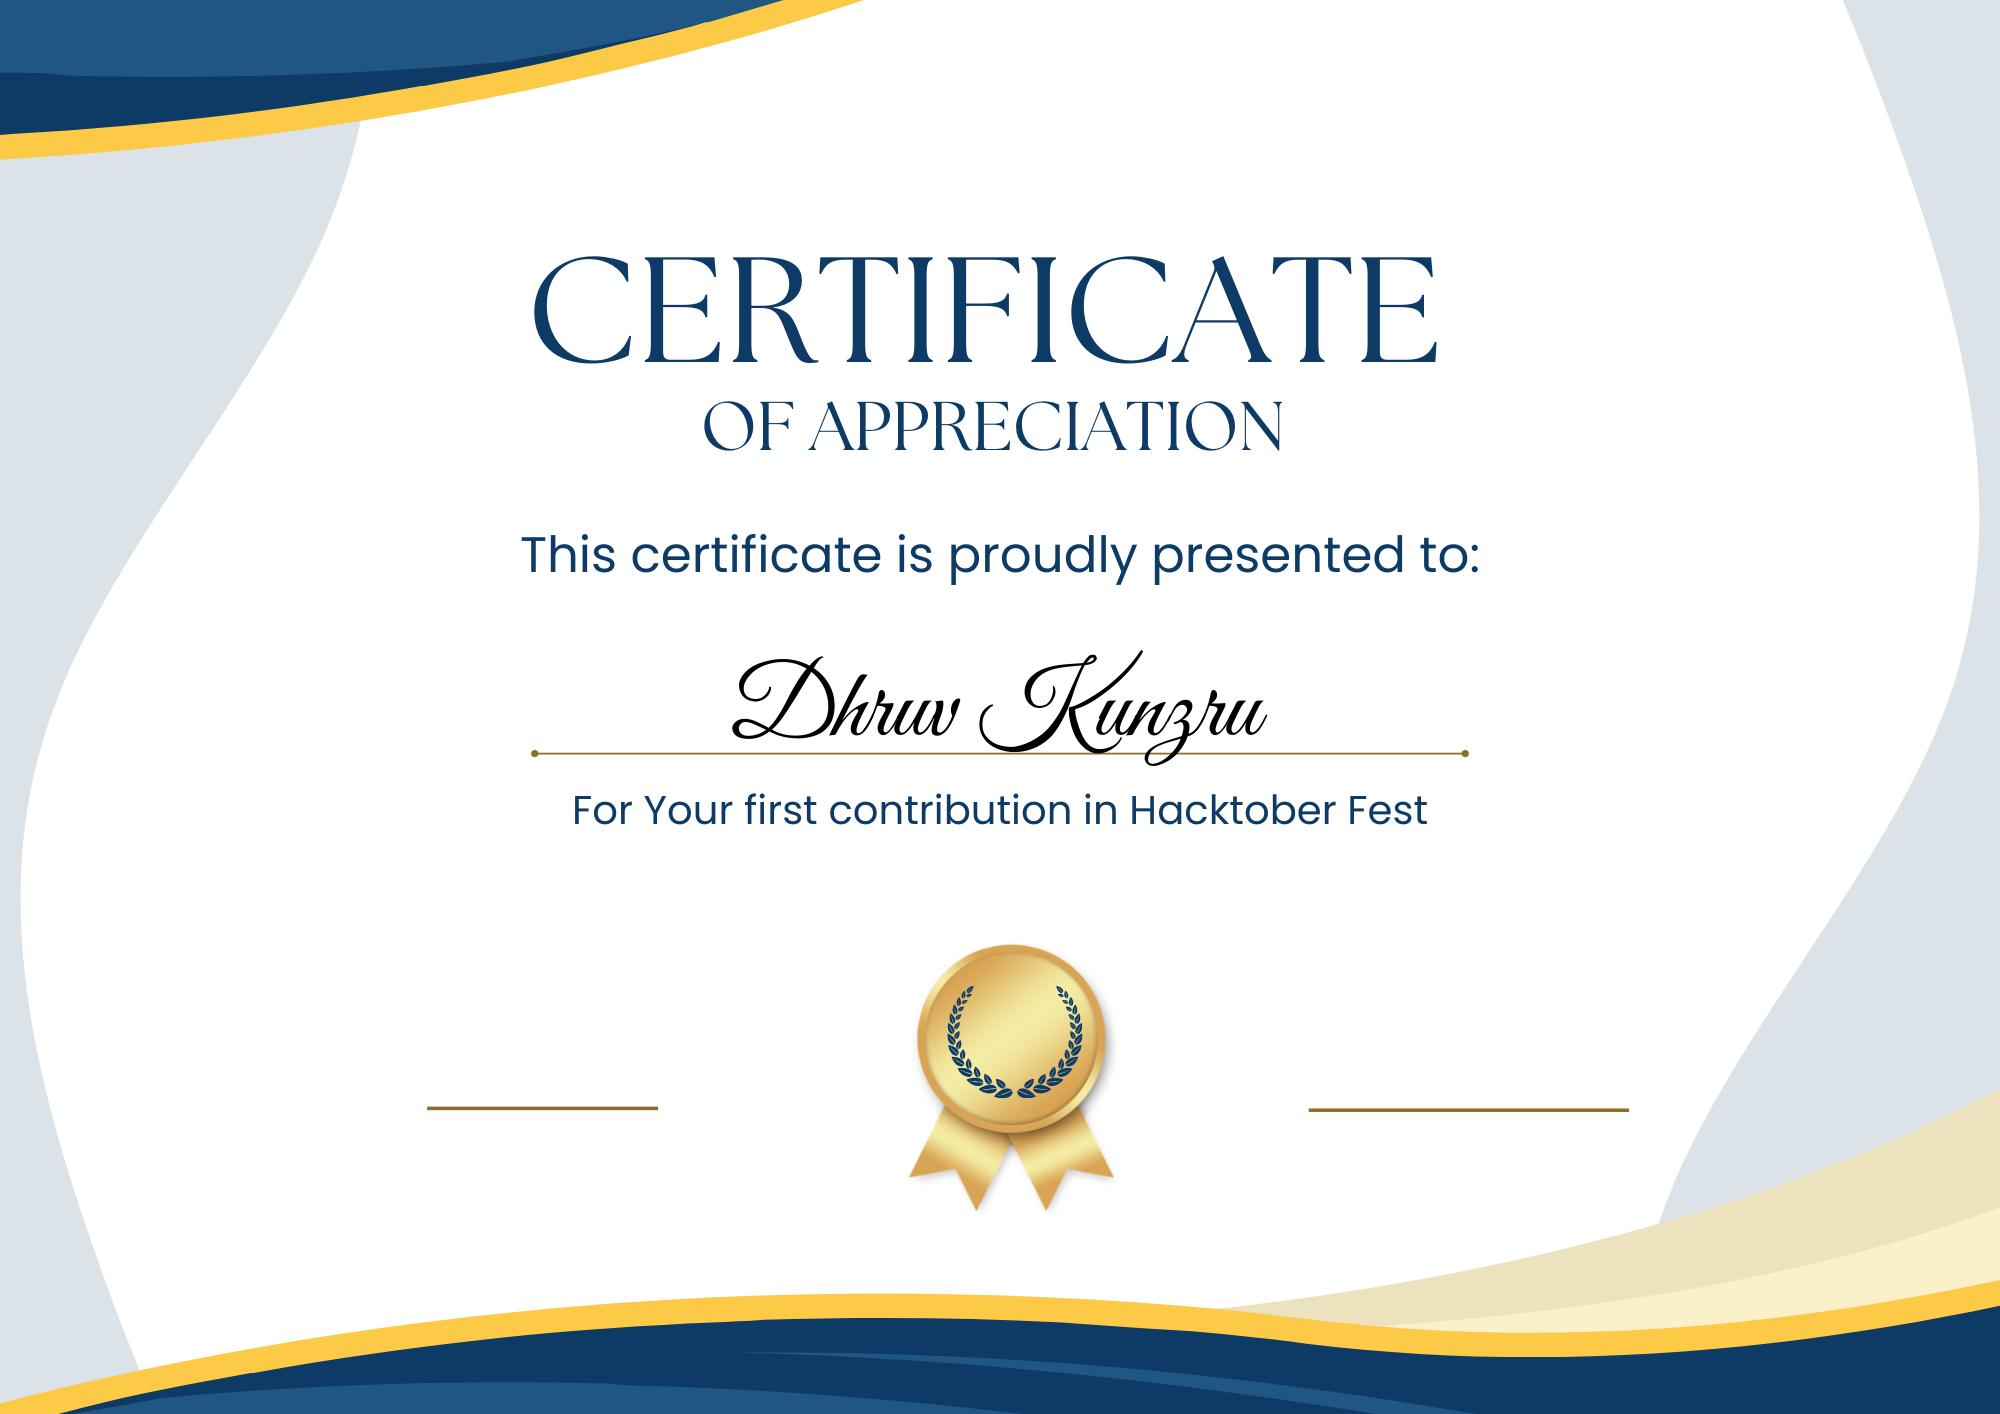 CERTIFICATE
OF APPRECIATION
This certificate is proudly presented to:
Dhruv Kunzru
For Your first contribution in Hacktober Fest